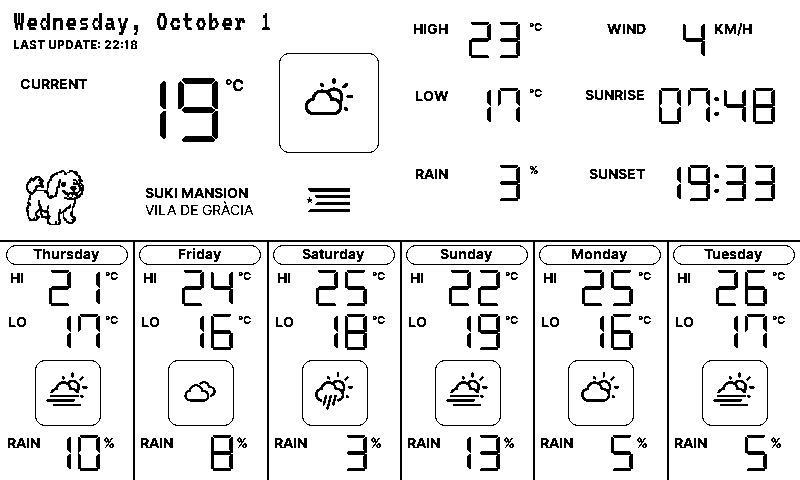 Wednesday, October 1
LAST UPDATE: 22:18
CURRENT 19 °C
SUKI MANSION
VILA DE GRÀCIA
HIGH 23 °C WIND 4 KM/H
LOW 17 °C SUNRISE 07:48
RAIN 3 % SUNSET 19:33
Thursday Friday Saturday Sunday Monday Tuesday
HI 21 °C HI 24 °C HI 25 °C HI 22 °C HI 25 °C HI 26 °C
LO 17 °C LO 16 °C LO 18 °C LO 19 °C LO 16 °C LO 17 °C
RAIN 10 % RAIN 8 % RAIN 3 % RAIN 13 % RAIN 5 % RAIN 5 %